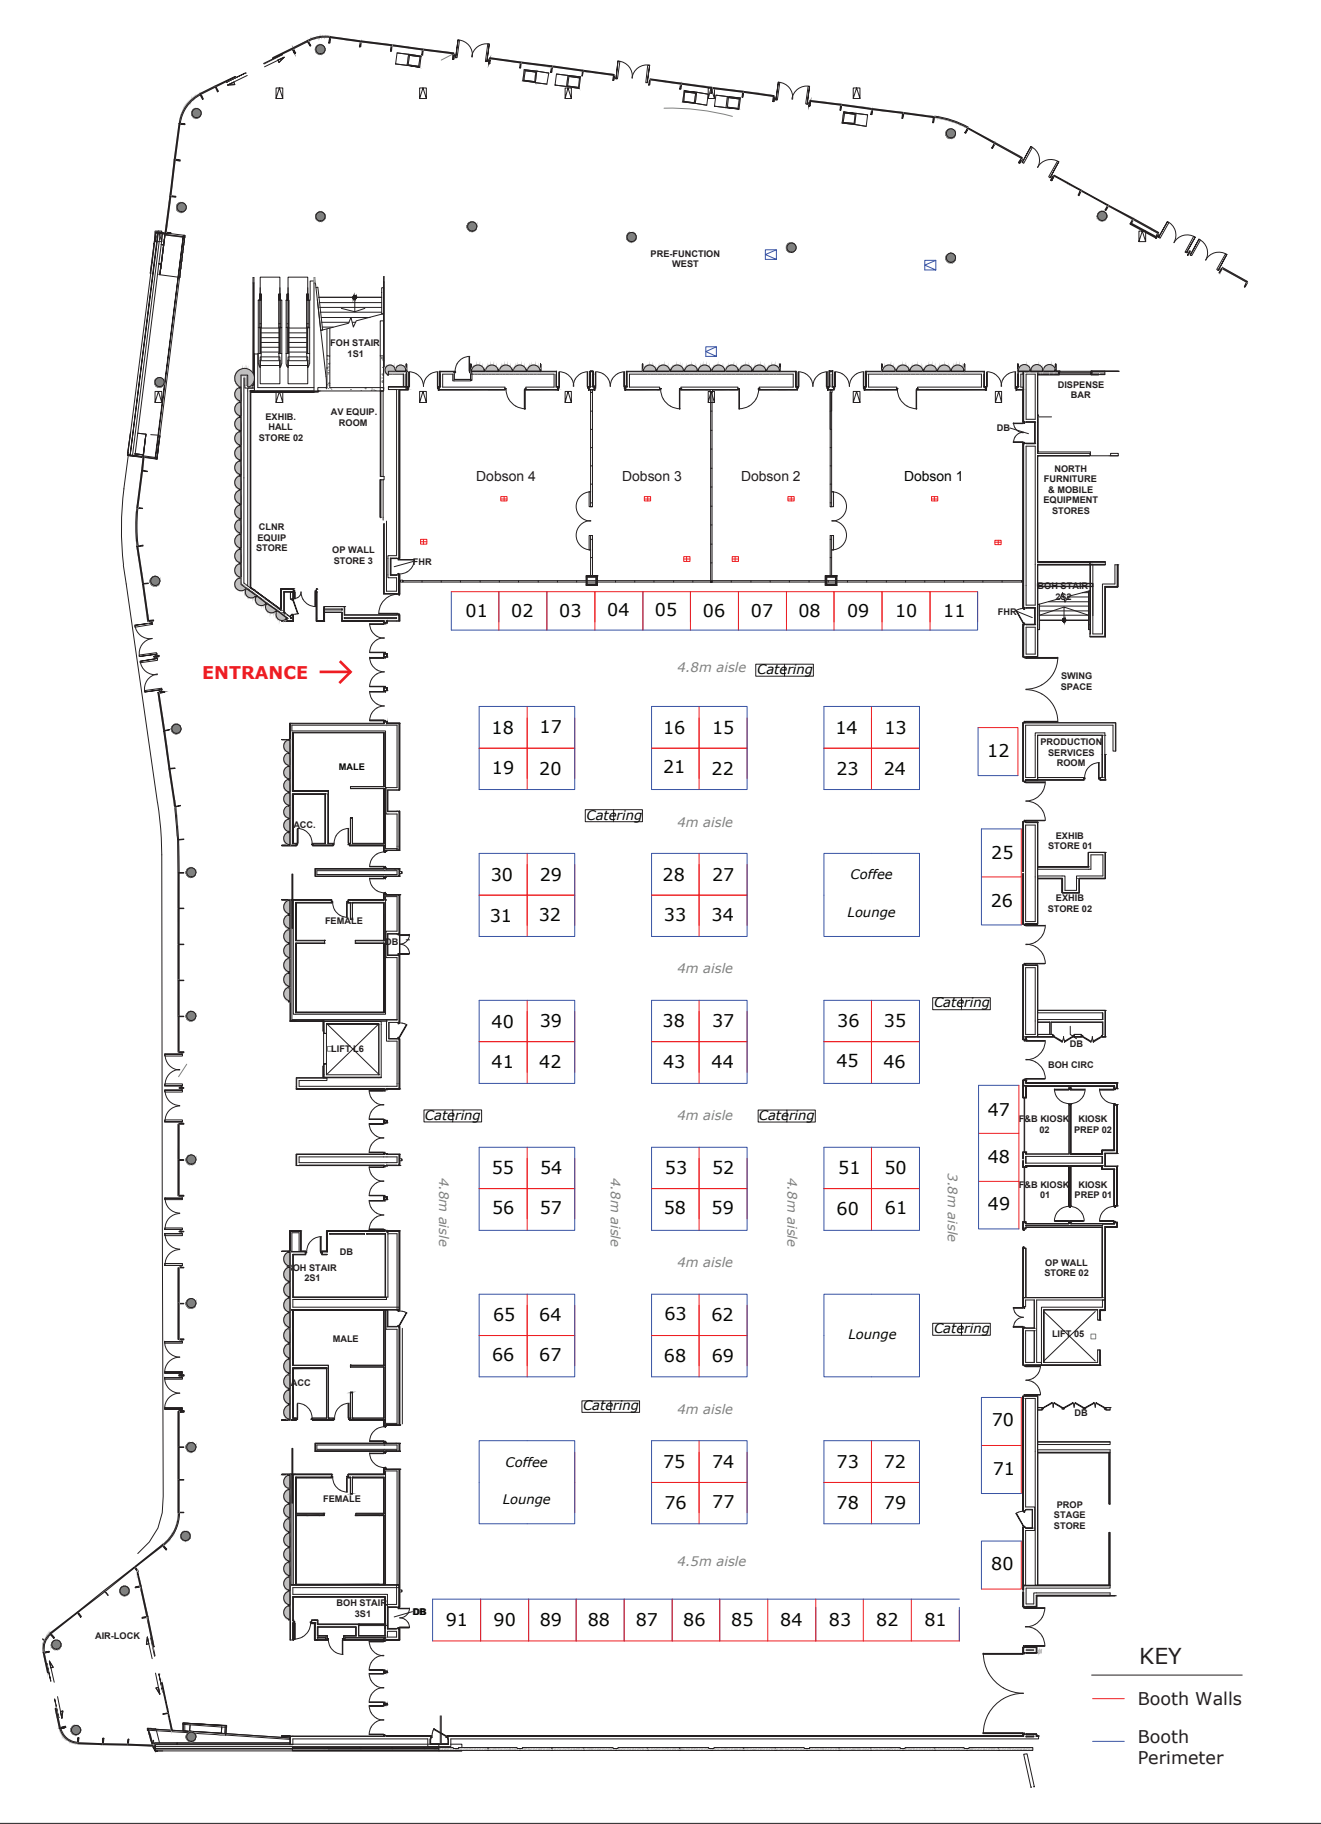 PRE-FUNCTION
WEST
FOH STAIR
1S1
EXHIB.
HALL
STORE 02
AV EQUIP.
ROOM
CLNR
EQUIP
STORE
OP WALL
STORE 3
FHR
Dobson 4
Dobson 3
Dobson 2
Dobson 1
DISPENSE
BAR
DB
NORTH
FURNITURE
& MOBILE
EQUIPMENT
STORES
BOH STAIR
2S2
FHR
01 02 03 04 05 06 07 08 09 10 11
ENTRANCE
4.8m aisle
Catering
SWING
SPACE
18 17 16 15 14 13
12
PRODUCTION
SERVICES
ROOM
19 20 21 22 23 24
MALE
ACC.
Catering
4m aisle
EXHIB
STORE 01
25
26
EXHIB
STORE 02
30 29 28 27
Coffee
Lounge
31 32 33 34
FEMALE
DB
4m aisle
Catering
40 39 38 37 36 35
41 42 43 44 45 46
LIFT L6
DB
BOH CIRC
Catering
4m aisle
Catering
47
48
49
F&B KIOSK
02
KIOSK
PREP 02
F&B KIOSK
01
KIOSK
PREP 01
55 54 53 52 51 50
56 57 58 59 60 61
4.8m aisle
4.8m aisle
4.8m aisle
3.8m aisle
DB
OH STAIR
2S1
4m aisle
OP WALL
STORE 02
65 64 63 62
Lounge
Catering
66 67 68 69
LIFT 05
MALE
ACC
Catering
4m aisle
70
71
DB
Coffee
Lounge
75 74 73 72
76 77 78 79
FEMALE
PROP
STAGE
STORE
4.5m aisle
80
BOH STAIR
3S1
DB
91 90 89 88 87 86 85 84 83 82 81
AIR-LOCK
KEY
Booth Walls
Booth
Perimeter